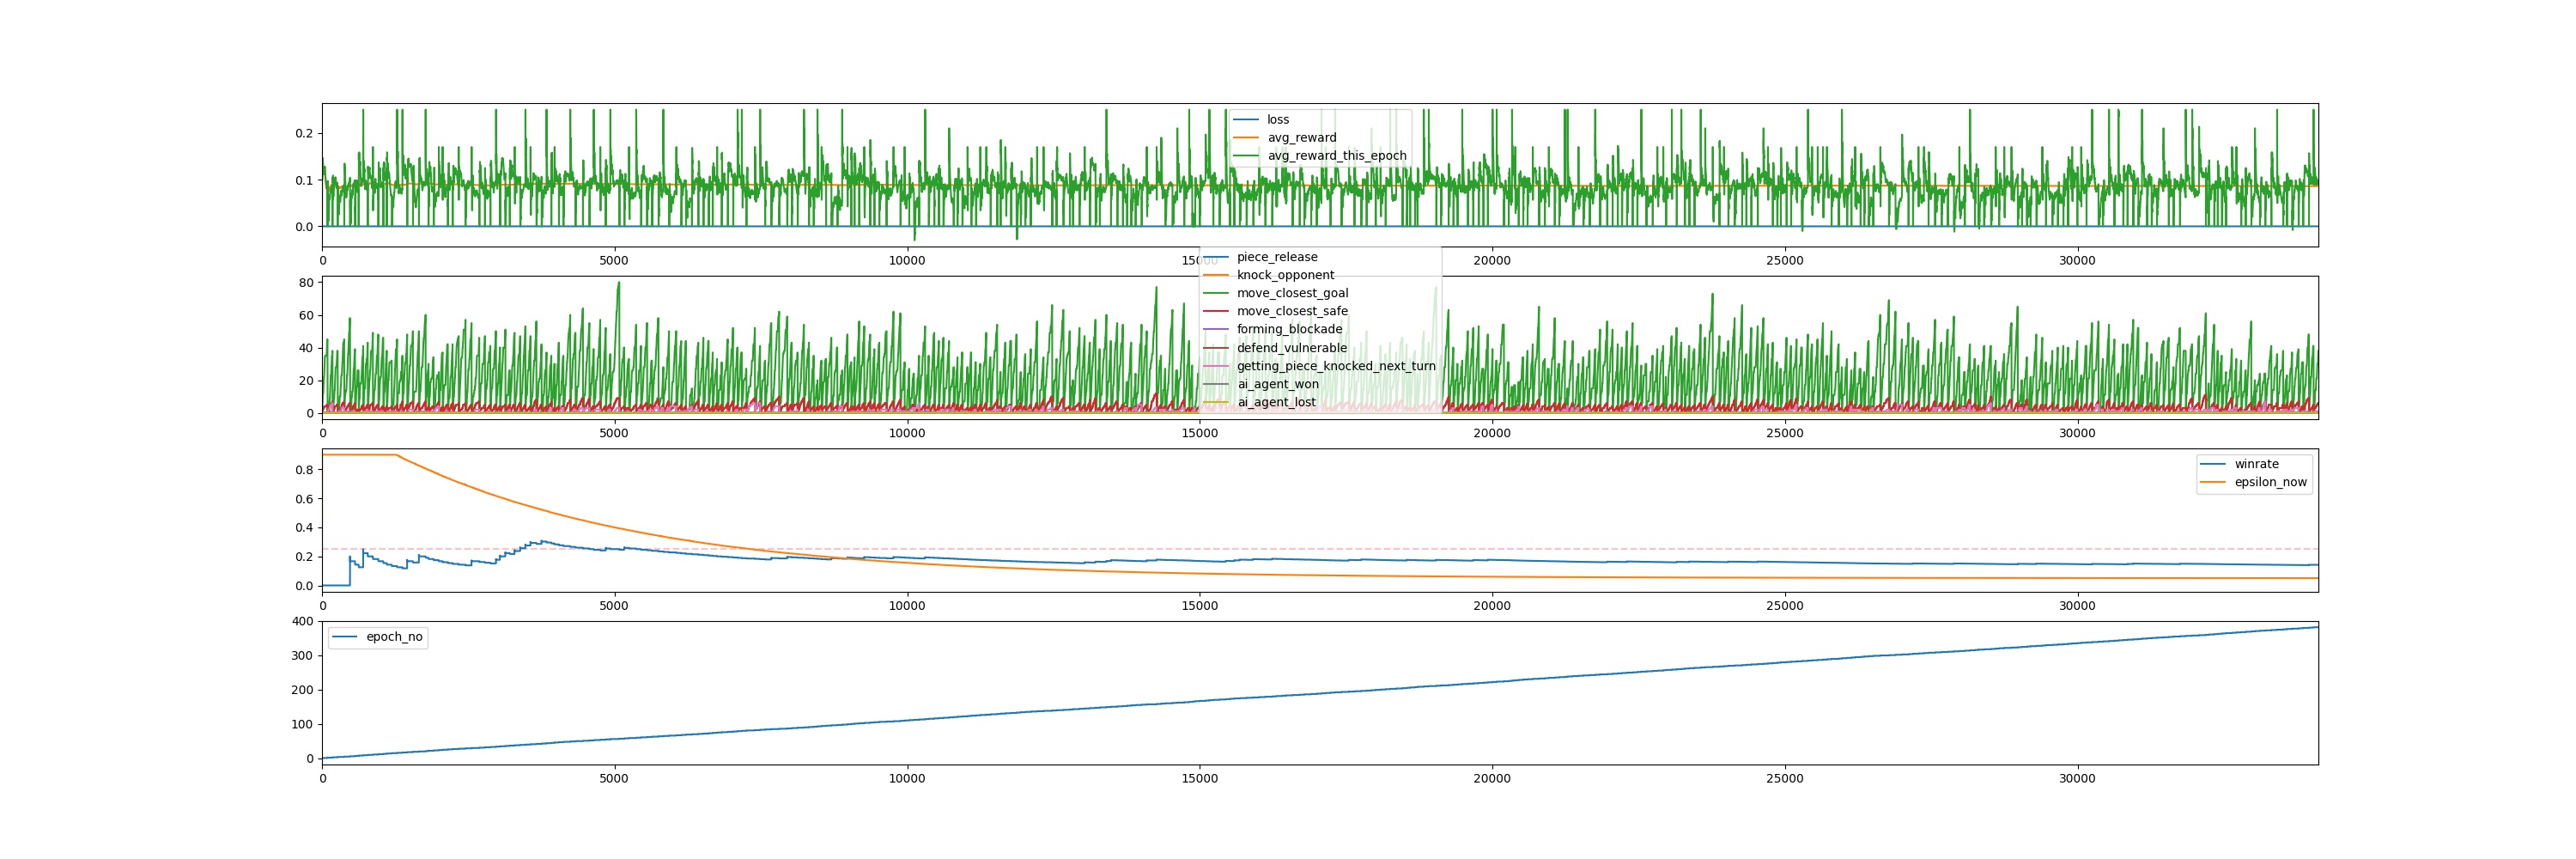 0.2
0.1
0.0
loss
avg_reward
avg_reward_this_epoch
0 5000 10000 15000 20000 25000 30000
80
60
40
20
0
piece_release
knock_opponent
move_closest_goal
move_closest_safe
forming_blockade
defend_vulnerable
getting_piece_knocked_next_turn
ai_agent_won
ai_agent_lost
0 5000 10000 15000 20000 25000 30000
0.8
0.6
0.4
0.2
0.0
winrate
epsilon_now
0 5000 10000 15000 20000 25000 30000
400
300
200
100
0
epoch_no
0 5000 10000 15000 20000 25000 30000